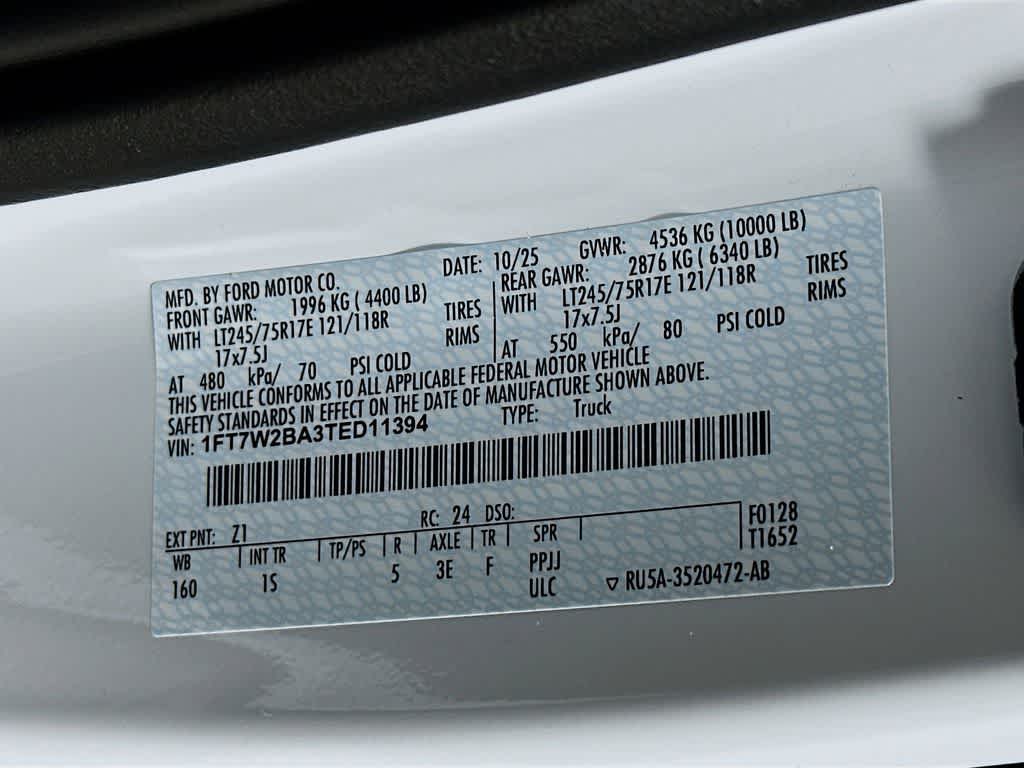 MFD. BY FORD MOTOR CO. DATE: 10/25 GVWR: 4536 KG (10000 LB)
FRONT GAWR: 1996 KG ( 4400 LB) REAR GAWR: 2876 KG ( 6340 LB)
WITH LT245/75R17E 121/118R TIRES WITH LT245/75R17E 121/118R TIRES
17x7.5J RIMS 17x7.5J RIMS
AT 480 kPa/ 70 PSI COLD AT 550 kPa/ 80 PSI COLD
THIS VEHICLE CONFORMS TO ALL APPLICABLE FEDERAL MOTOR VEHICLE
SAFETY STANDARDS IN EFFECT ON THE DATE OF MANUFACTURE SHOWN ABOVE.
VIN: 1FT7W2BA3TED11394 TYPE: Truck
EXT PNT: Z1 RC: 24 DSO: F0128
WB INT TR TP/PS R AXLE TR SPR T1652
160 1S 5 3E F PPJJ
ULC ▽ RU5A-3520472-AB